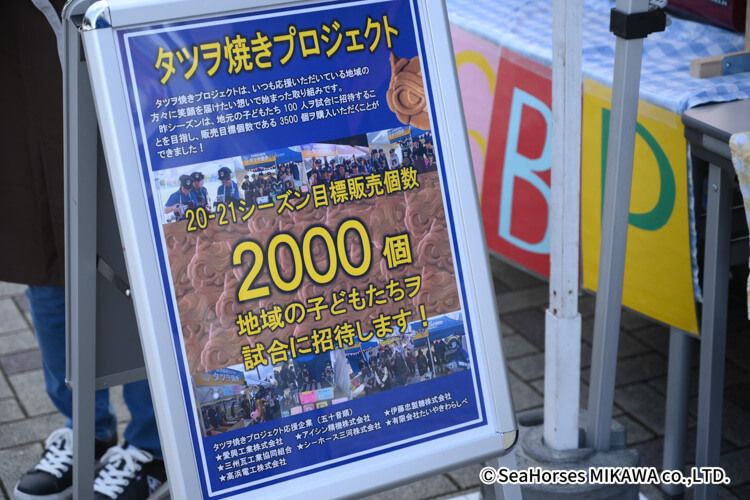 タツヲ焼きプロジェクト
タツヲ焼きプロジェクトは、いつも応援いただいている地域の
方々に笑顔を届けたい想いで始まった取り組みです。
昨シーズンは、地元の子どもたち 100 人ヲ試合に招待するこ
とを目指し、販売目標個数である 3500 個ヲ購入いただくことが
できました！
20-21シーズン目標販売個数
2000 個
地域の子どもたちヲ
試合に招待します！
タツヲ焼きプロジェクト応援企業（五十音順）
★愛興工業株式会社 ★アイシン精機株式会社 ★伊藤忠製糖株式会社
★三州瓦工業協同組合 ★シーホース三河株式会社 ★有限会社たいやきわらしべ
★高浜電工株式会社
B
D
©SeaHorses MIKAWA co.,LTD.